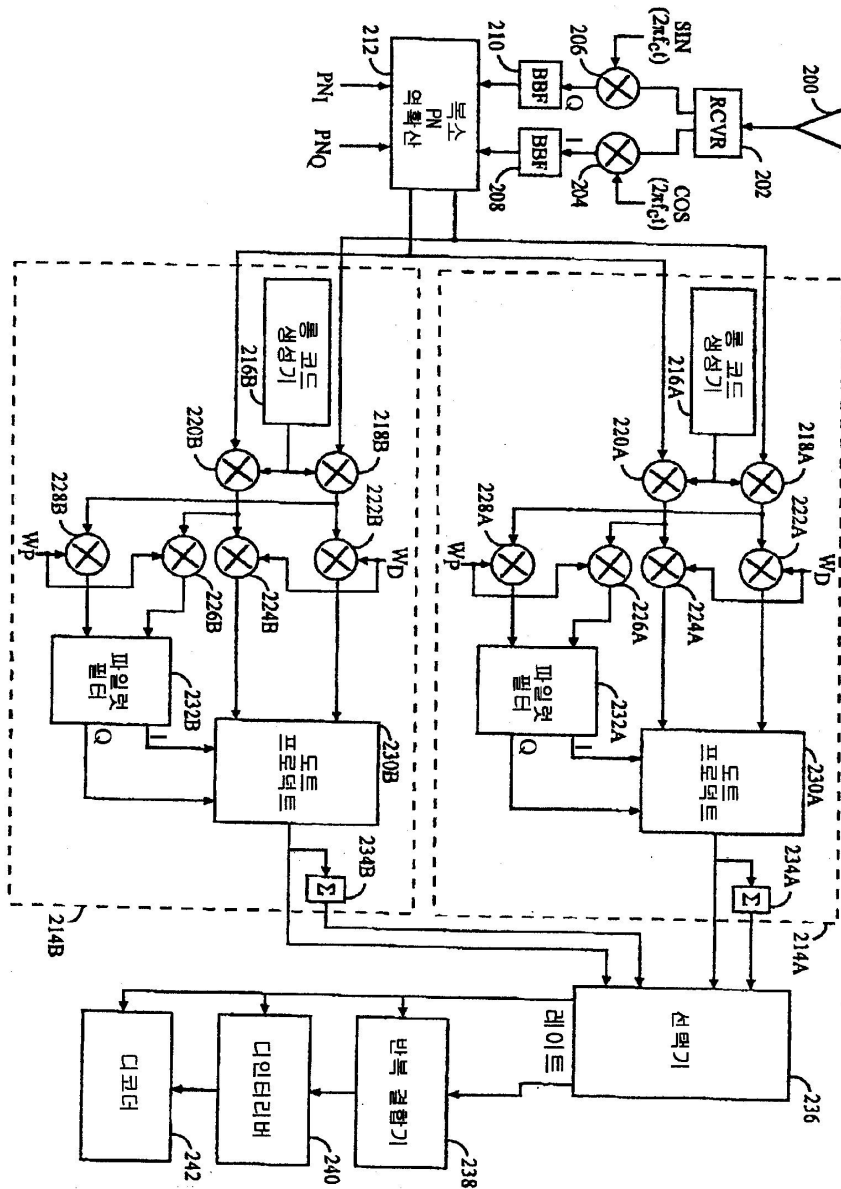 200
RCVR
202
SIN
(2πfct)
206
COS
(2πfct)
204
Q
I
210
BBF
BBF
208
212
복소
PN
역확산
PNI
PNQ
롱 코드
생성기
216A
218A
220A
222A
WD
224A
226A
228A
WP
파일럿
필터
232A
I
Q
도트
프로덕트
230A
234A
Σ
214A
롱 코드
생성기
216B
218B
220B
222B
WD
224B
226B
228B
WP
파일럿
필터
232B
I
Q
도트
프로덕트
230B
234B
Σ
214B
선택기
레이트
236
반복 결합기
238
디인터리버
240
디코더
242